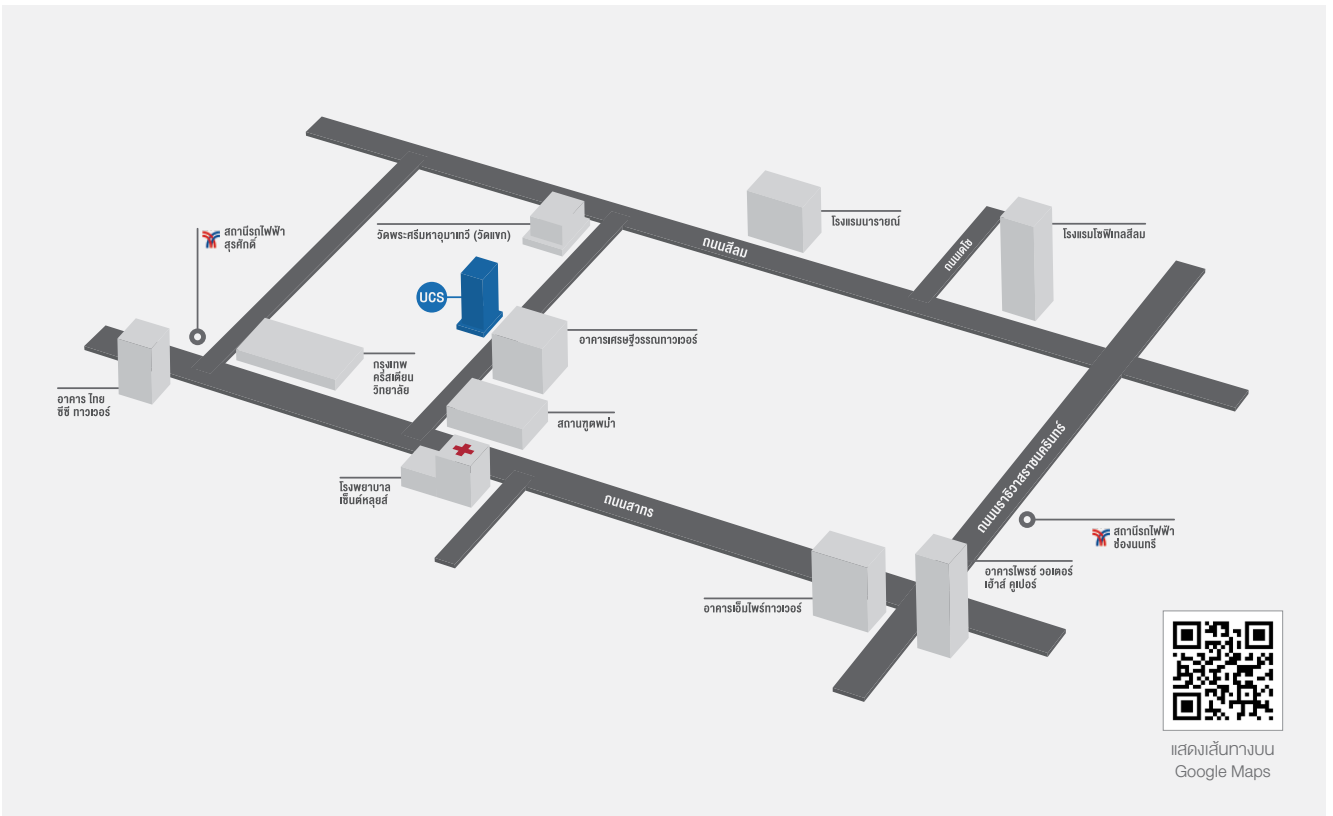 สถานีรถไฟฟ้า
สุรศักดิ์
วัดพระศรีมหาอุมาเทวี (วัดแขก)
ถนนสีลม
โรงแรมนารายณ์
ถนนเดโช
โรงแรมโซฟิเทลสีลม
UCS
อาคารเศรษฐีวรรณทาวเวอร์
กรุงเทพ
คริสเตียน
วิทยาลัย
อาคาร ไทย
ซีซี ทาวเวอร์
สถานฑูตพม่า
โรงพยาบาล
เซ็นต์หลุยส์
ถนนสาทร
ถนนนราธิวาสราชนครินทร์
สถานีรถไฟฟ้า
ช่องนนทรี
อาคารไพรซ์ วอเตอร์
เฮ้าส์ คูเปอร์
อาคารเอ็มไพร์ทาวเวอร์
แสดงเส้นทางบน
Google Maps